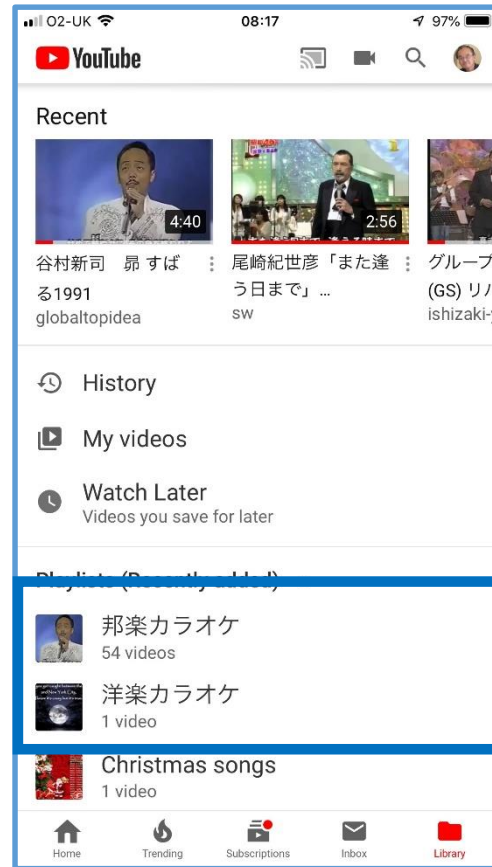 O2-UK 08:17 97%
YouTube
Recent
4:40
2:56
谷村新司 昴 すば
る1991
globaltopidea
尾崎紀世彦「また逢
う日まで」...
sw
グループ
(GS) リバ
ishizaki-
History
My videos
Watch Later
Videos you save for later
Playlists (Recently added)
邦楽カラオケ
54 videos
洋楽カラオケ
1 video
Christmas songs
1 video
Home Trending Subscriptions Inbox Library